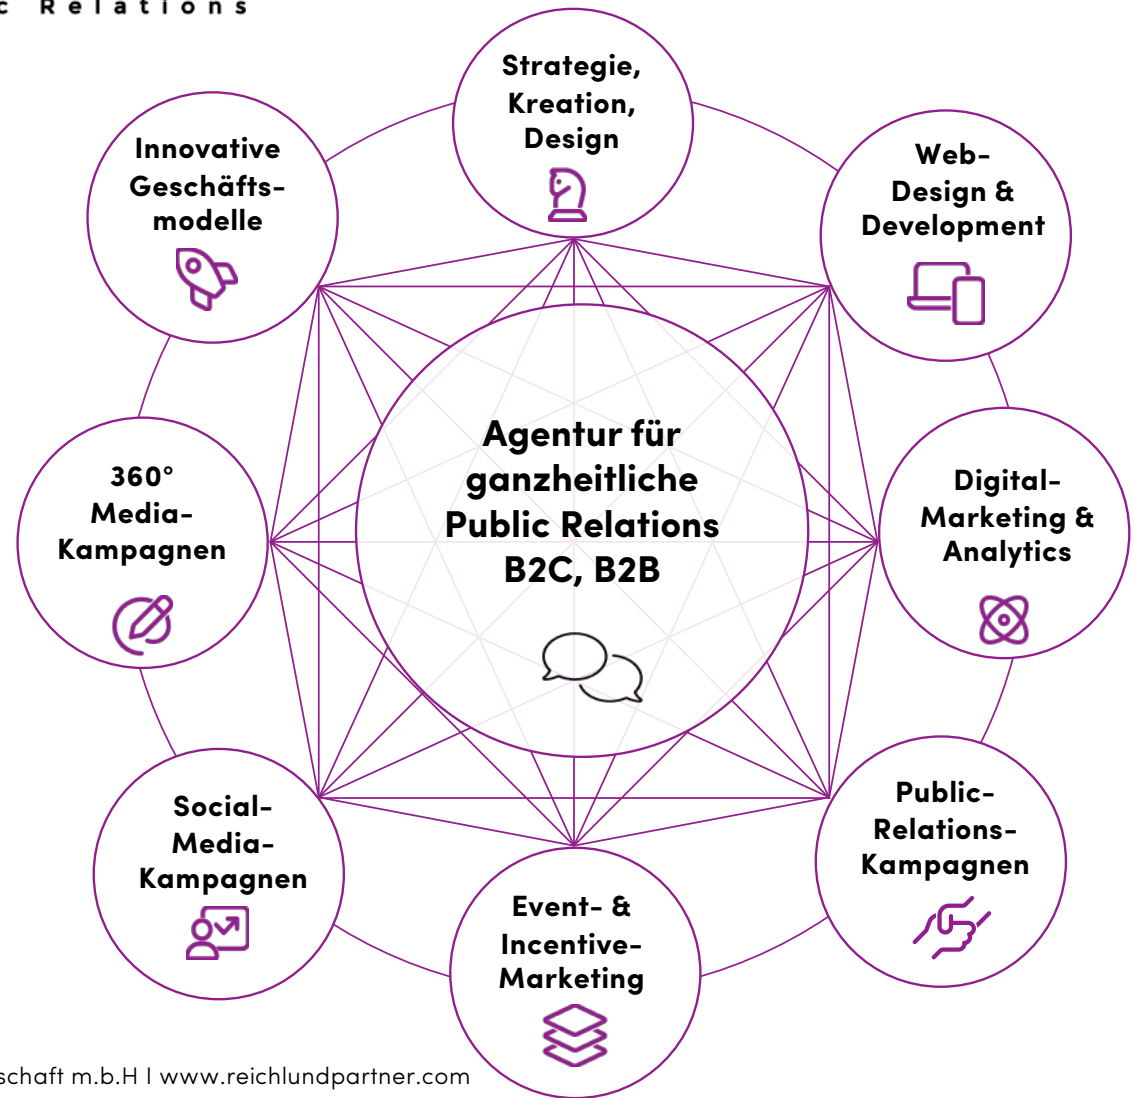 c Relations
Strategie,
Kreation,
Design
Innovative
Geschäfts-
modelle
Web-
Design &
Development
360°
Media-
Kampagnen
Agentur für
ganzheitliche
Public Relations
B2C, B2B
Digital-
Marketing &
Analytics
Social-
Media-
Kampagnen
Public-
Relations-
Kampagnen
Event- &
Incentive-
Marketing
schaft m.b.H I www.reichlundpartner.com